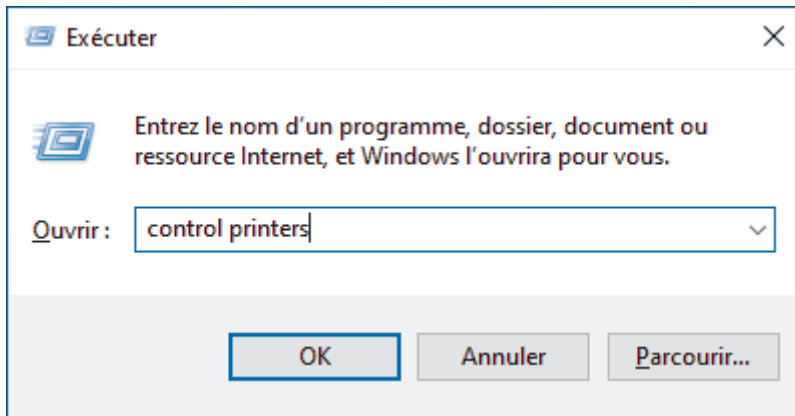 Exécuter
Entrez le nom d’un programme, dossier, document ou
ressource Internet, et Windows l’ouvrira pour vous.
Ouvrir : control printers
OK Annuler Parcourir...